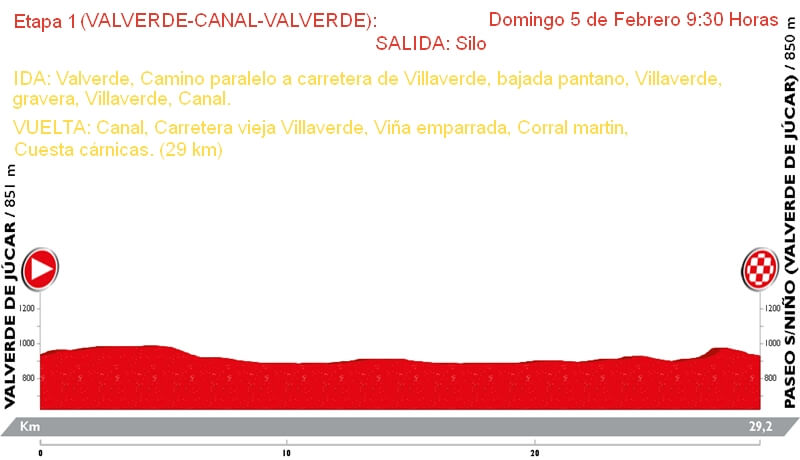 Etapa 1 (VALVERDE-CANAL-VALVERDE):
Domingo 5 de Febrero 9:30 Horas
SALIDA: Silo
IDA: Valverde, Camino paralelo a carretera de Villaverde, bajada pantano, Villaverde,
gravera, Villaverde, Canal.
VUELTA: Canal, Carretera vieja Villaverde, Viña emparrada, Corral martin,
Cuesta cárnicas. (29 km)
VALVERDE DE JÚCAR / 851 m
PASEO S/NIÑO (VALVERDE DE JÚCAR) / 850 m
1200
1000
800
1200
1000
800
Km
29,2
0
10
20